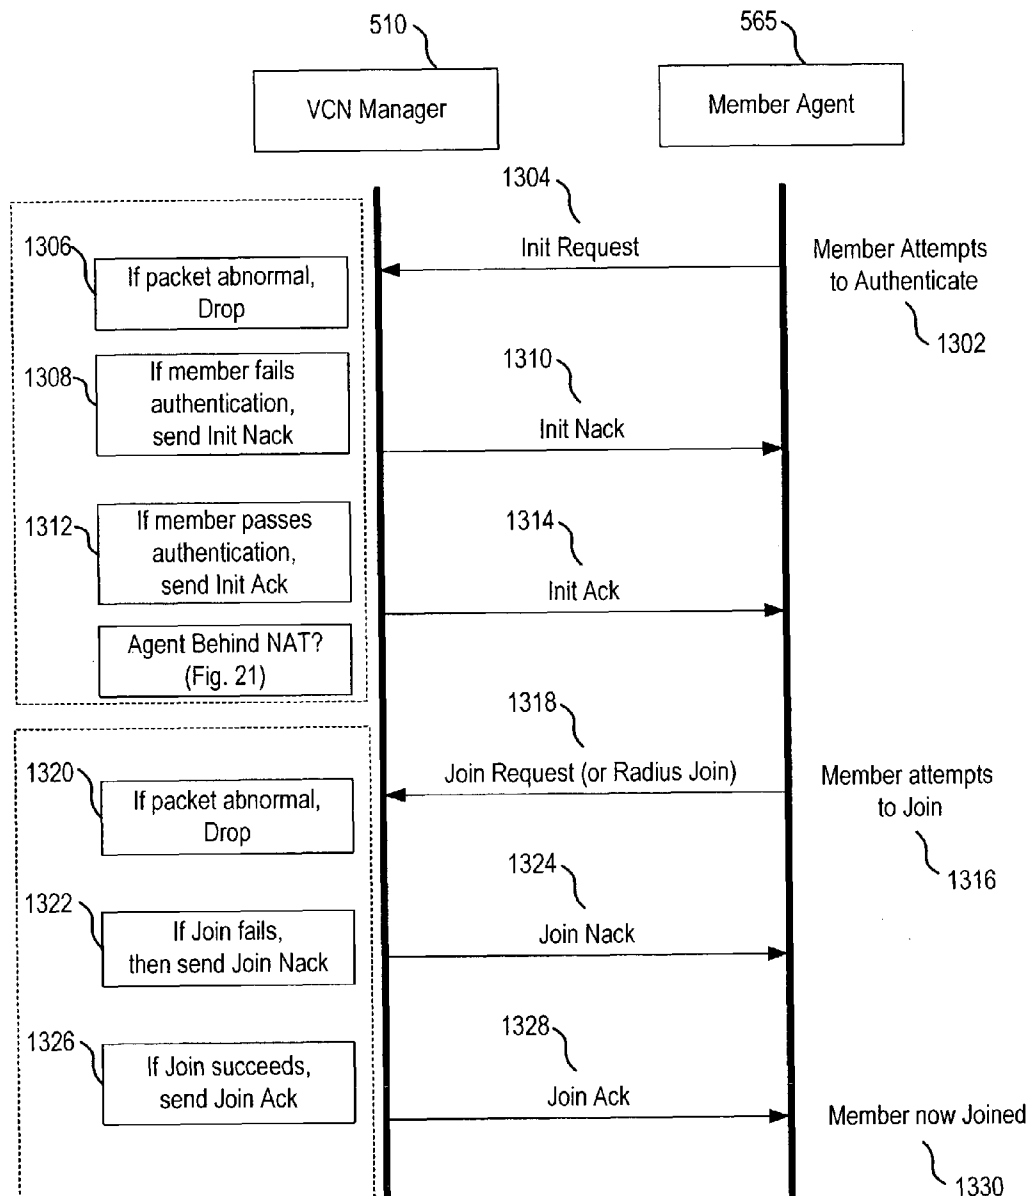 510
565
VCN Manager
Member Agent
1304
Init Request
Member Attempts
to Authenticate
1302
1306
If packet abnormal,
Drop
1308
If member fails
authentication,
send Init Nack
1310
Init Nack
1312
If member passes
authentication,
send Init Ack
1314
Init Ack
Agent Behind NAT?
(Fig. 21)
1318
Join Request (or Radius Join)
Member attempts
to Join
1316
1320
If packet abnormal,
Drop
1322
If Join fails,
then send Join Nack
1324
Join Nack
1326
If Join succeeds,
send Join Ack
1328
Join Ack
Member now Joined
1330